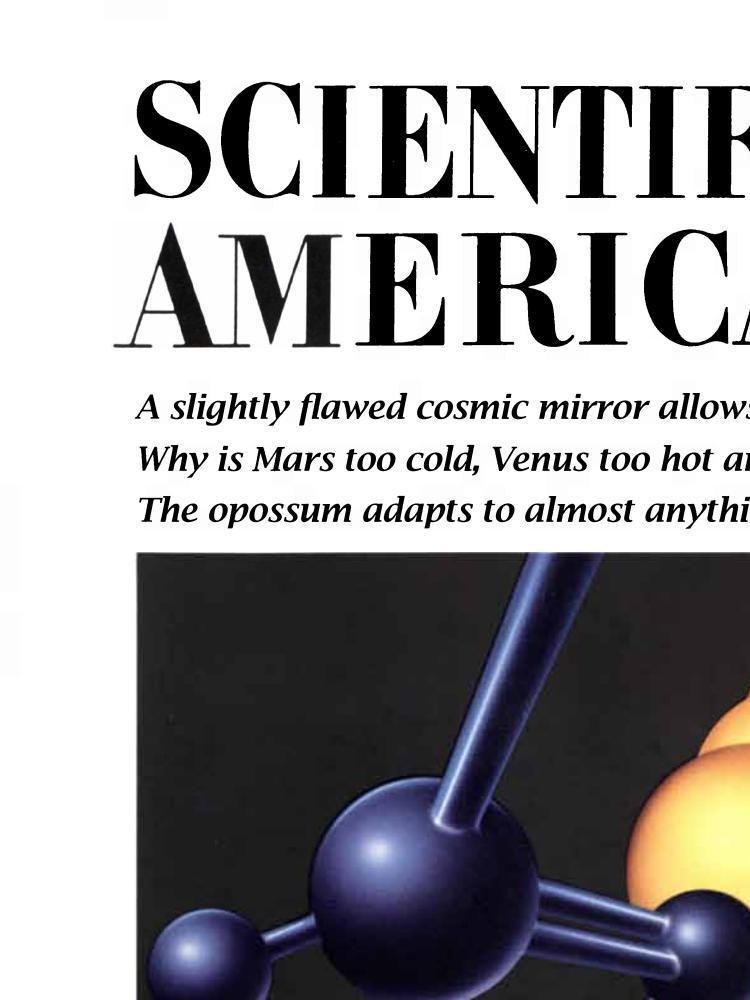 SCIENTIF
AMERICA
A slightly flawed cosmic mirror allows
Why is Mars too cold, Venus too hot an
The opossum adapts to almost anythi